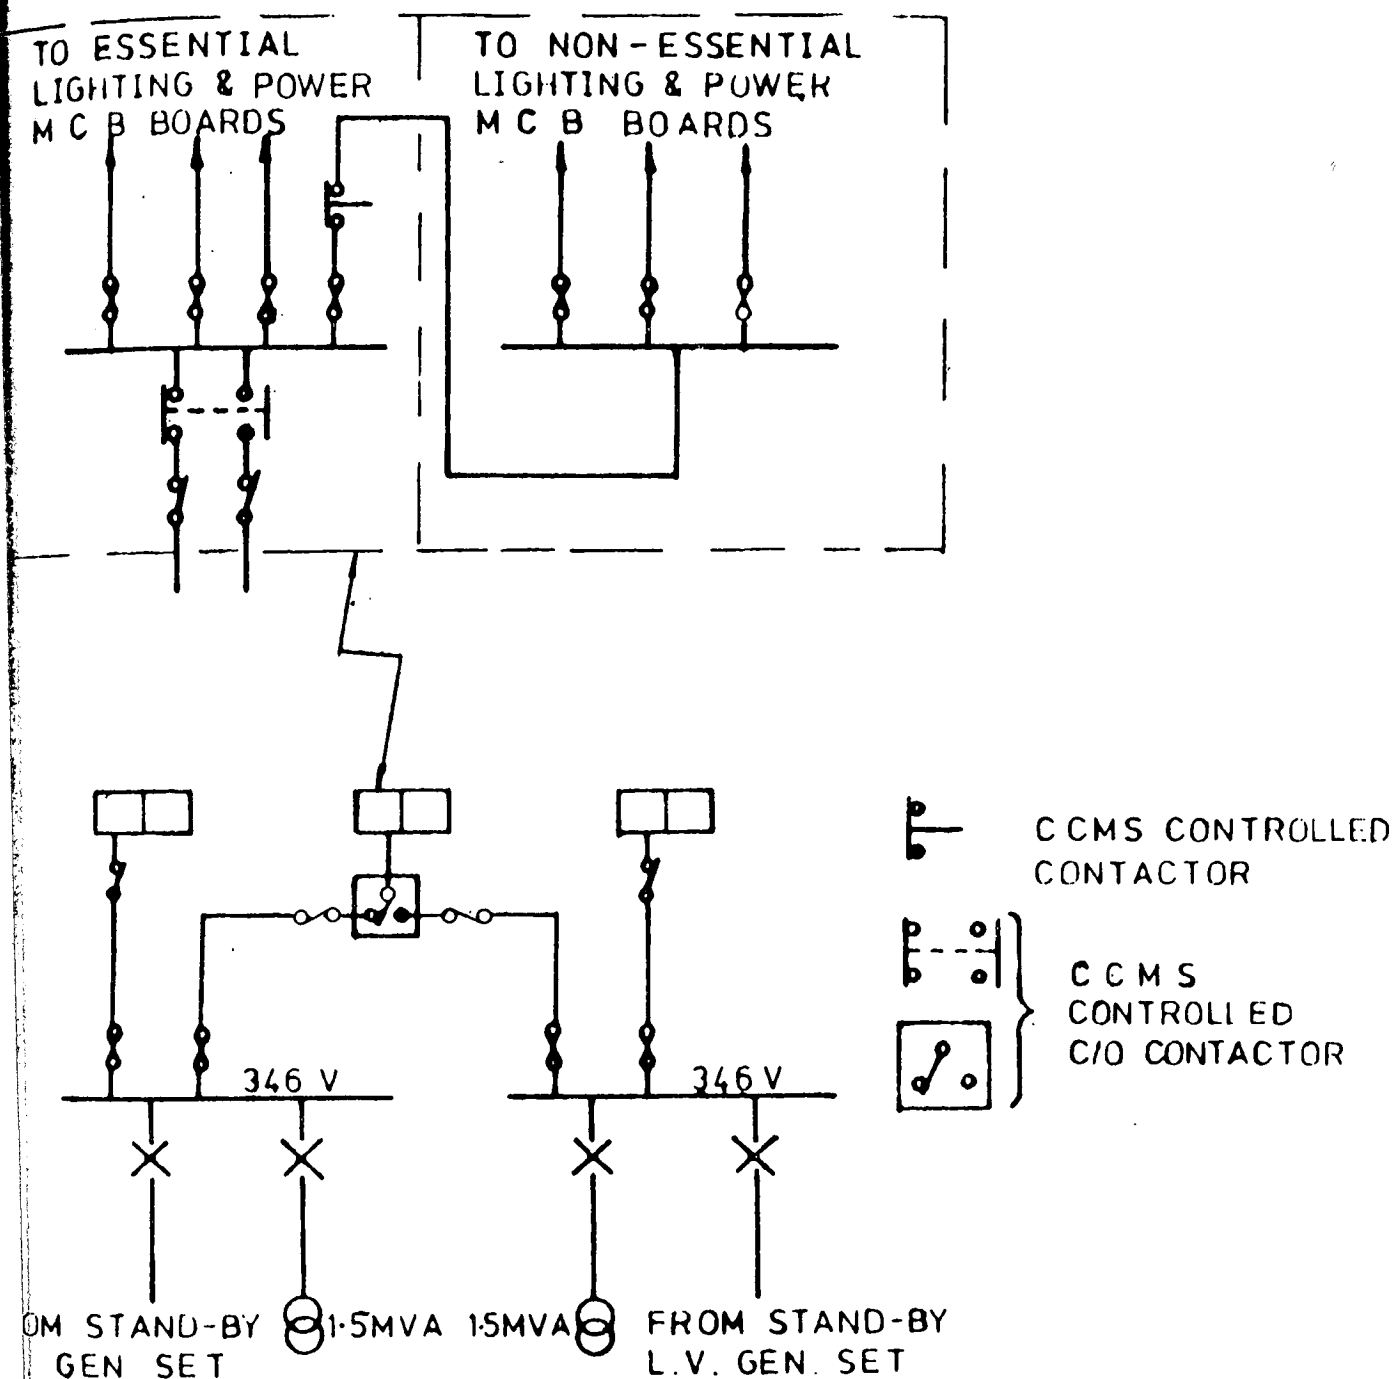 TO ESSENTIAL
LIGHTING & POWER
M C B BOARDS
TO NON-ESSENTIAL
LIGHTING & POWER
M C B BOARDS
CCMS CONTROLLED
CONTACTOR
C C M S
CONTROLLED
C/O CONTACTOR
346 V
346 V
OM STAND-BY
GEN SET
1·5MVA
1·5MVA
FROM STAND-BY
L.V. GEN. SET